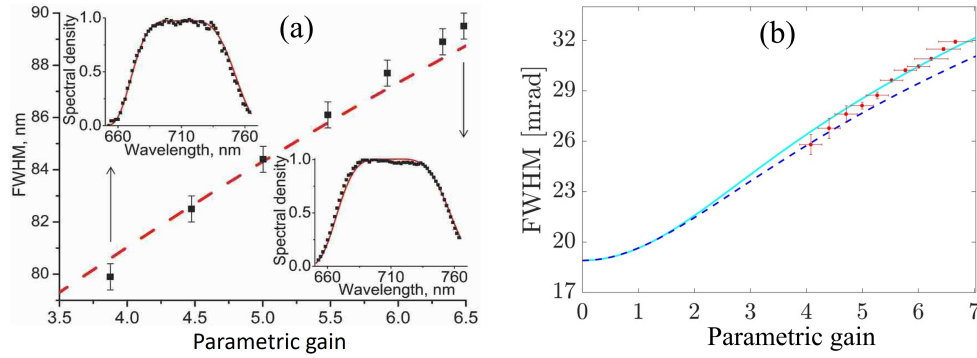 (a)
FWHM, nm
90
88
86
84
82
80
3.5 4.0 4.5 5.0 5.5 6.0 6.5
Parametric gain
Spectral density
1.0
0.5
0.0
660 710 760
Wavelength, nm
Spectral density
1.0
0.5
0.0
660 710 760
Wavelength, nm
(b)
FWHM [mrad]
32
29
26
23
19
17
0 1 2 3 4 5 6 7
Parametric gain